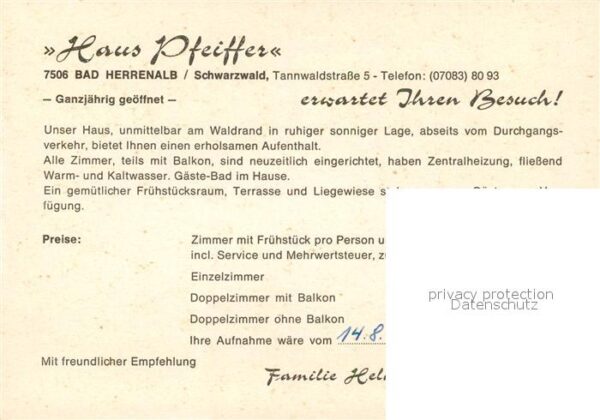 »Haus Pfeiffer«
7506 BAD HERRENALB / Schwarzwald, Tannwaldstraße 5 - Telefon: (07083) 80 93
– Ganzjährig geöffnet – erwartet Ihren Besuch!
Unser Haus, unmittelbar am Waldrand in ruhiger sonniger Lage, abseits vom Durchgangs-
verkehr, bietet Ihnen einen erholsamen Aufenthalt.
Alle Zimmer, teils mit Balkon, sind neuzeitlich eingerichtet, haben Zentralheizung, fließend
Warm- und Kaltwasser. Gäste-Bad im Hause.
Ein gemütlicher Frühstücksraum, Terrasse und Liegewiese
fügung.
Preise: Zimmer mit Frühstück pro Person
incl. Service und Mehrwertsteuer,
Einzelzimmer
Doppelzimmer mit Balkon
privacy protection
Datenschutz
Doppelzimmer ohne Balkon
Ihre Aufnahme wäre vom 14.8.
Mit freundlicher Empfehlung
Familie